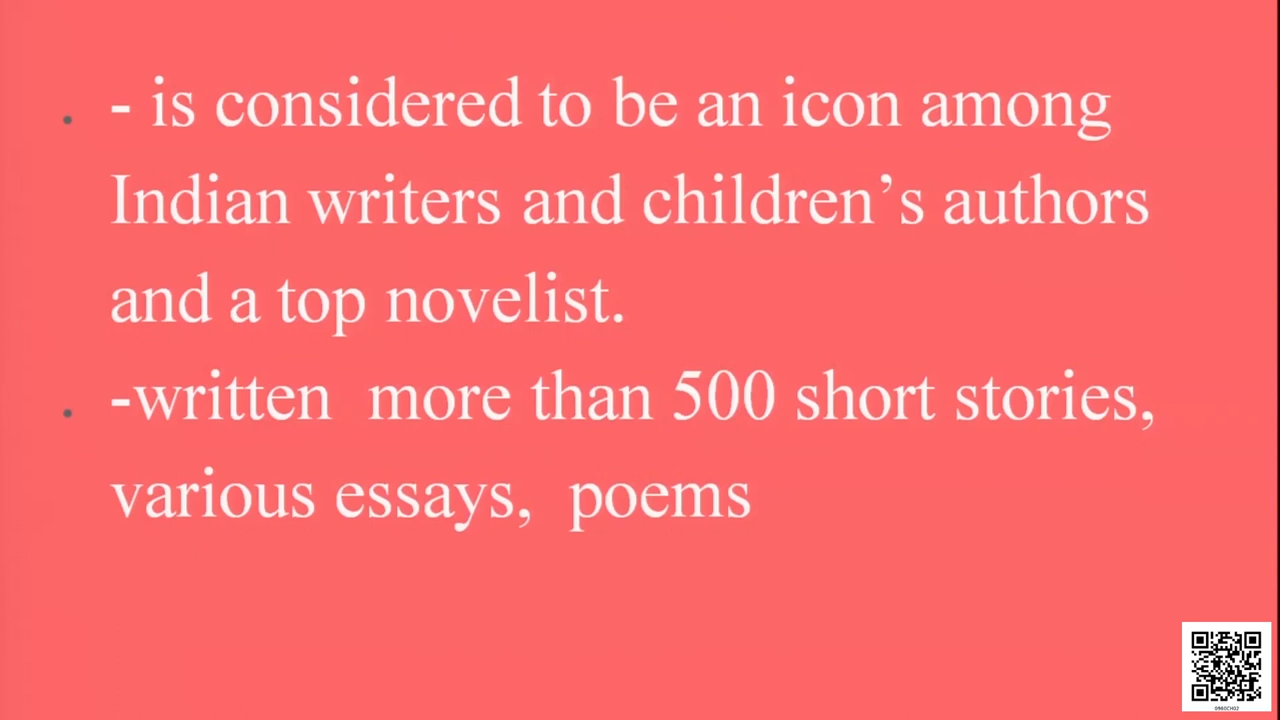 - is considered to be an icon among
Indian writers and children’s authors
and a top novelist.
-written  more than 500 short stories,
various essays,  poems